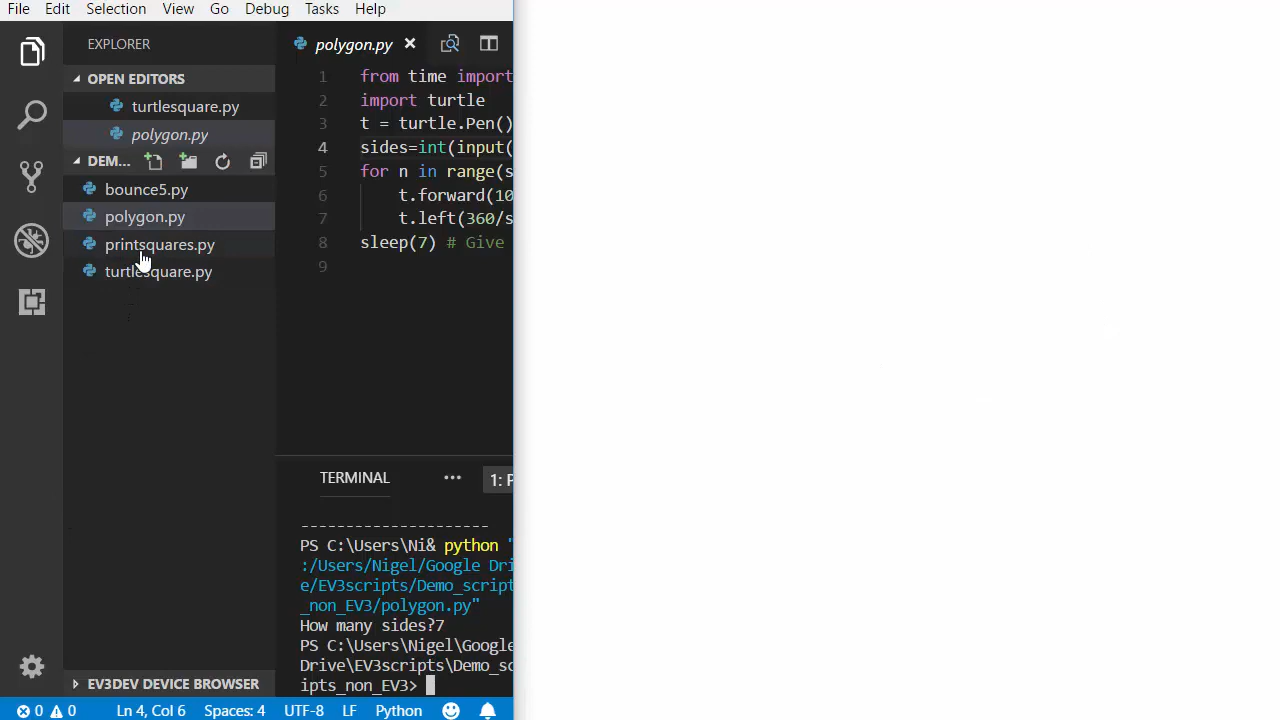 File Edit Selection View Go Debug Tasks Help
EXPLORER
OPEN EDITORS
turtlesquare.py
polygon.py
DEM...
bounce5.py
polygon.py
printsquares.py
turtlesquare.py
EV3DEV DEVICE BROWSER
polygon.py
1 from time import
2 import turtle
3 t = turtle.Pen()
4 sides=int(input(
5 for n in range(s
6 t.forward(10
7 t.left(360/s
8 sleep(7) # Give
9
TERMINAL ... 1: P
---------------------
PS C:\Users\Ni& python "
:/Users/Nigel/Google Dri
e/EV3scripts/Demo_script
_non_EV3/polygon.py"
How many sides?7
PS C:\Users\Nigel\Google
Drive\EV3scripts\Demo_sc
ipts_non_EV3>
0 0 Ln 4, Col 6 Spaces: 4 UTF-8 LF Python